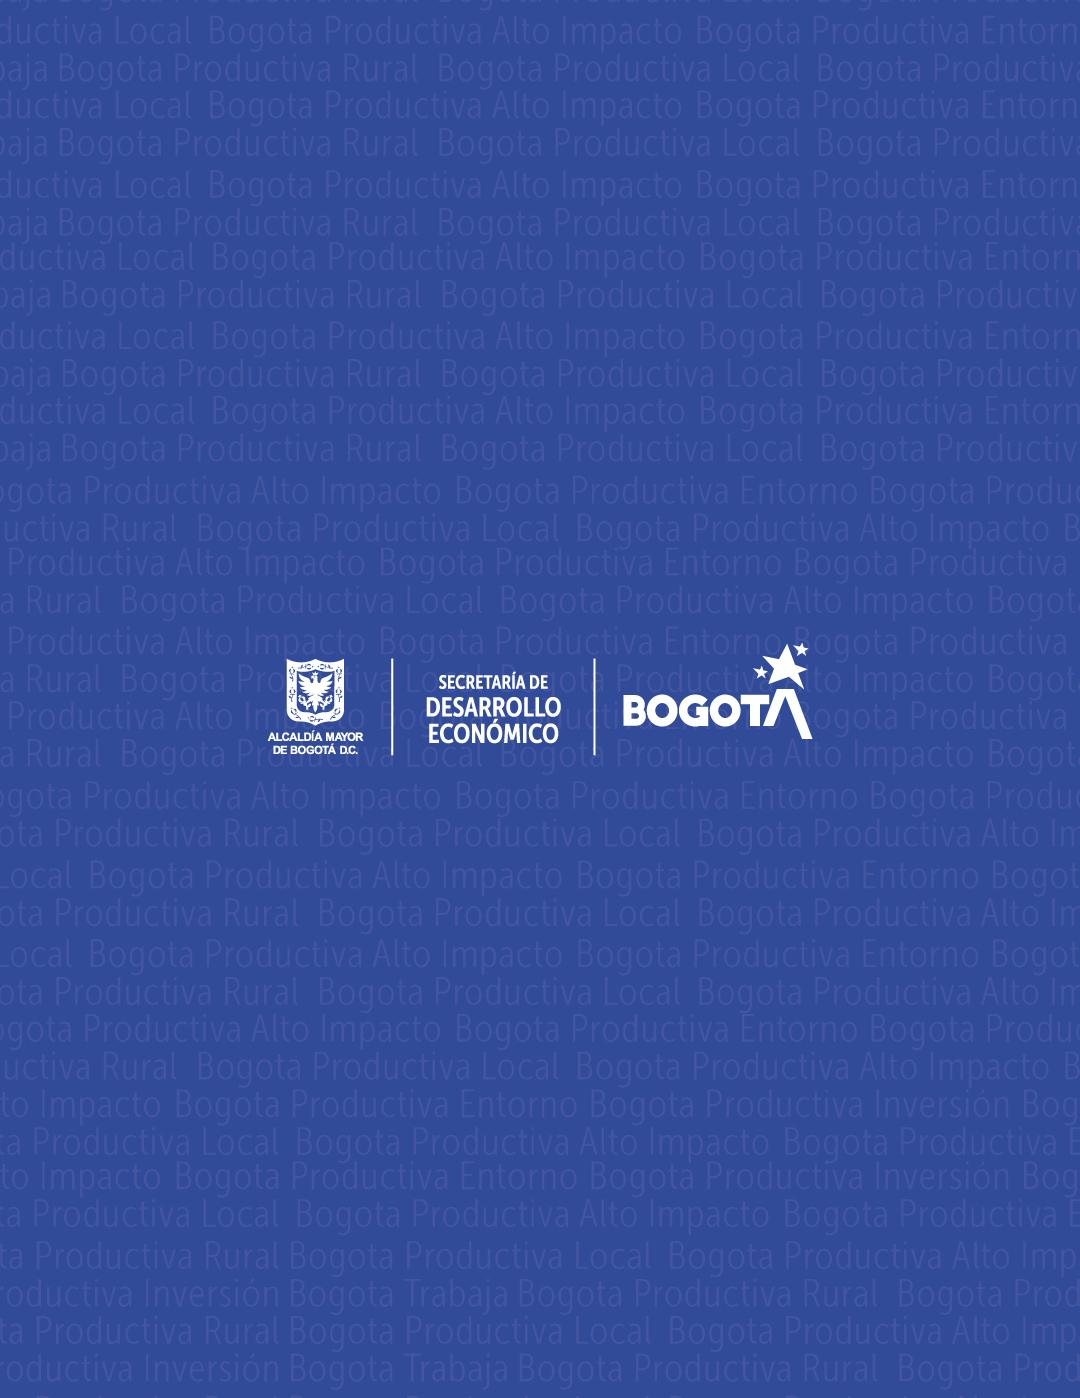 ductiva Local Bogota Productiva Alto Impacto Bogota Productiva Entorn
baja Bogota Productiva Rural Bogota Productiva Local Bogota Productiva
ductiva Local Bogota Productiva Alto Impacto Bogota Productiva Entorn
baja Bogota Productiva Rural Bogota Productiva Local Bogota Productiva
ductiva Local Bogota Productiva Alto Impacto Bogota Productiva Entorn
baja Bogota Productiva Rural Bogota Productiva Local Bogota Productiva
ductiva Local Bogota Productiva Alto Impacto Bogota Productiva Entorn
baja Bogota Productiva Rural Bogota Productiva Local Bogota Productiv
ductiva Local Bogota Productiva Alto Impacto Bogota Productiva Entorn
baja Bogota Productiva Rural Bogota Productiva Local Bogota Productiv
ductiva Local Bogota Productiva Alto Impacto Bogota Productiva Entorn
baja Bogota Productiva Rural Bogota Productiva Local Bogota Productiv
ogota Productiva Alto Impacto Bogota Productiva Entorno Bogota Produc
uctiva Rural Bogota Productiva Local Bogota Productiva Alto Impacto B
Productiva Alto Impacto Bogota Productiva Entorno Bogota Productiva
a Rural Bogota Productiva Local Bogota Productiva Alto Impacto Bogot
Productiva Alto Impacto Bogota Productiva Entorno Bogota Productiva
ALCALDÍA MAYOR
DE BOGOTÁ D.C.
SECRETARÍA DE
DESARROLLO
ECONÓMICO
BOGOTÁ
ogota Productiva Alto Impacto Bogota Productiva Entorno Bogota Produc
ota Productiva Rural Bogota Productiva Local Bogota Productiva Alto Im
Local Bogota Productiva Alto Impacto Bogota Productiva Entorno Bogot
ota Productiva Rural Bogota Productiva Local Bogota Productiva Alto Im
Local Bogota Productiva Alto Impacto Bogota Productiva Entorno Bogot
ota Productiva Rural Bogota Productiva Local Bogota Productiva Alto Im
ogota Productiva Alto Impacto Bogota Productiva Entorno Bogota Produc
uctiva Rural Bogota Productiva Local Bogota Productiva Alto Impacto B
to Impacto Bogota Productiva Entorno Bogota Productiva Inversión Bog
ta Productiva Local Bogota Productiva Alto Impacto Bogota Productiva E
to Impacto Bogota Productiva Entorno Bogota Productiva Inversión Bog
ta Productiva Local Bogota Productiva Alto Impacto Bogota Productiva E
ta Productiva Rural Bogota Productiva Local Bogota Productiva Alto Imp
roductiva Inversión Bogota Trabaja Bogota Productiva Rural Bogota Prod
ta Productiva Rural Bogota Productiva Local Bogota Productiva Alto Imp
roductiva Inversión Bogota Trabaja Bogota Productiva Rural Bogota Prod